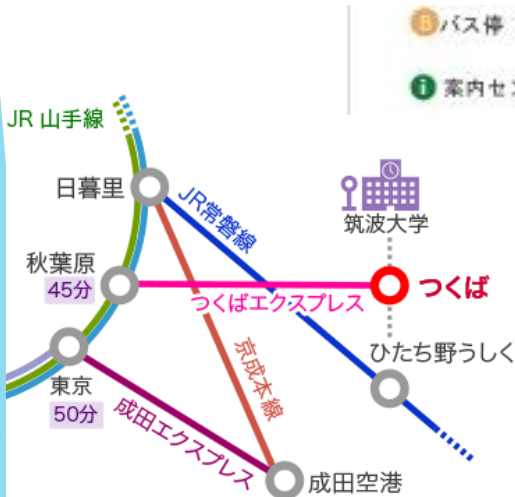 Bバス停
i案内セ
JR 山手線
日暮里
JR常磐線
筑波大学
秋葉原
45分
つくばエクスプレス
つくば
ひたち野うしく
京成本線
東京
50分
成田エクスプレス
成田空港